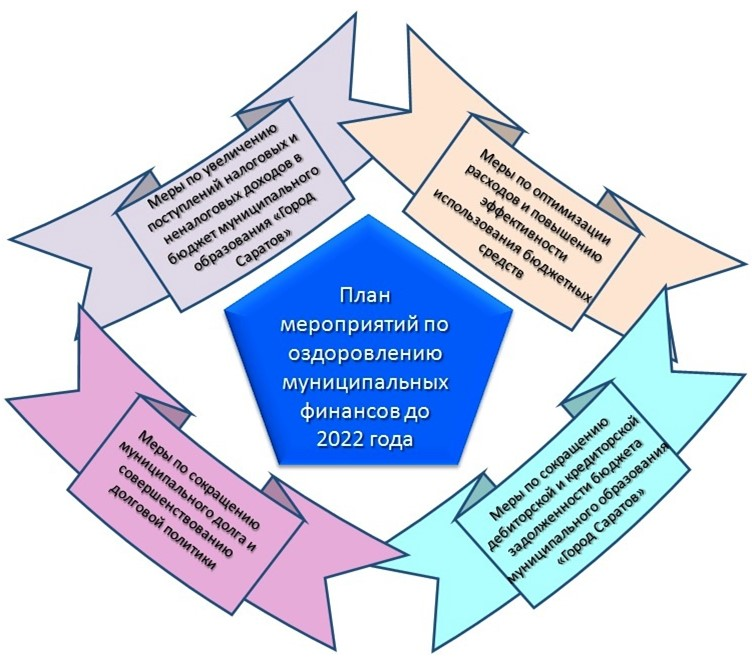 Меры по увеличению
поступлений налоговых и
неналоговых доходов в
бюджет муниципального
образования «Город
Саратов»
Меры по оптимизации
расходов и повышению
эффективности
использования бюджетных
средств
План
мероприятий по
оздоровлению
муниципальных
финансов до
2022 года
Меры по сокращению
муниципального долга и
совершенствованию
долговой политики
Меры по сокращению
дебиторской и кредиторской
задолженности бюджета
муниципального образования
«Город Саратов»